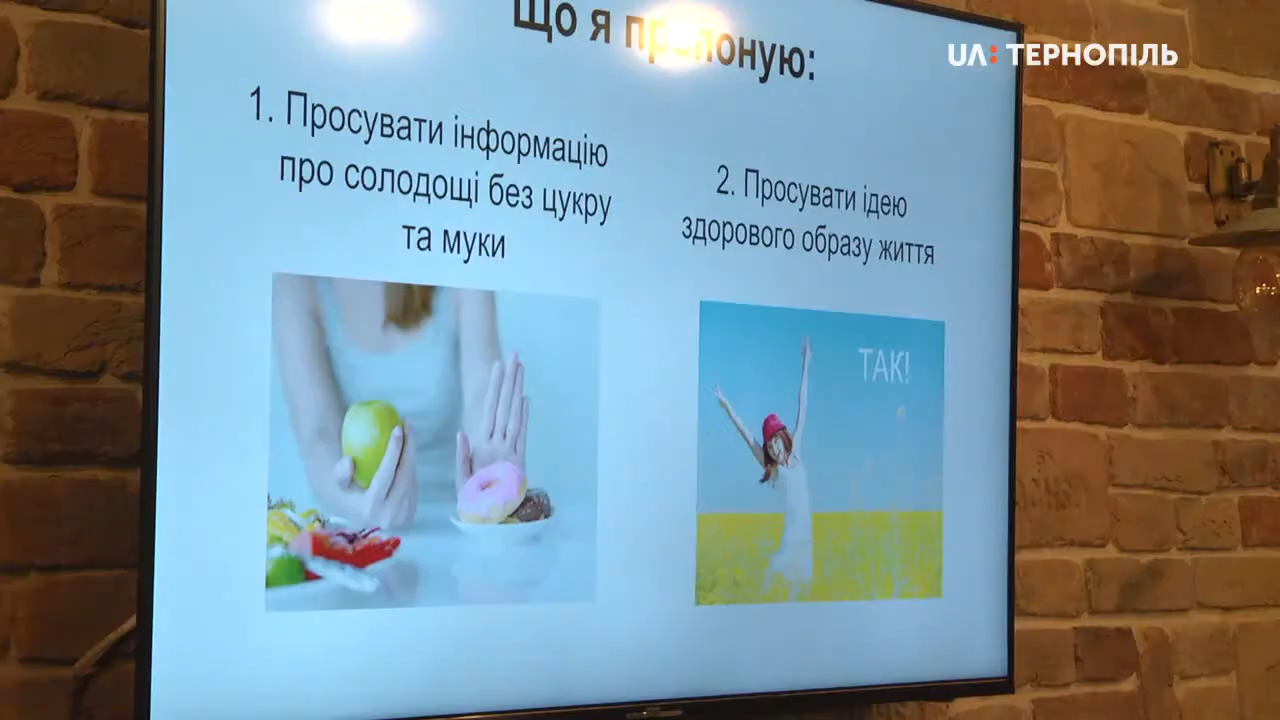 Що я пропоную:
UA: ТЕРНОПІЛЬ
1. Просувати інформацію
про солодощі без цукру
та муки
2. Просувати ідею
здорового образу життя
ТАК!